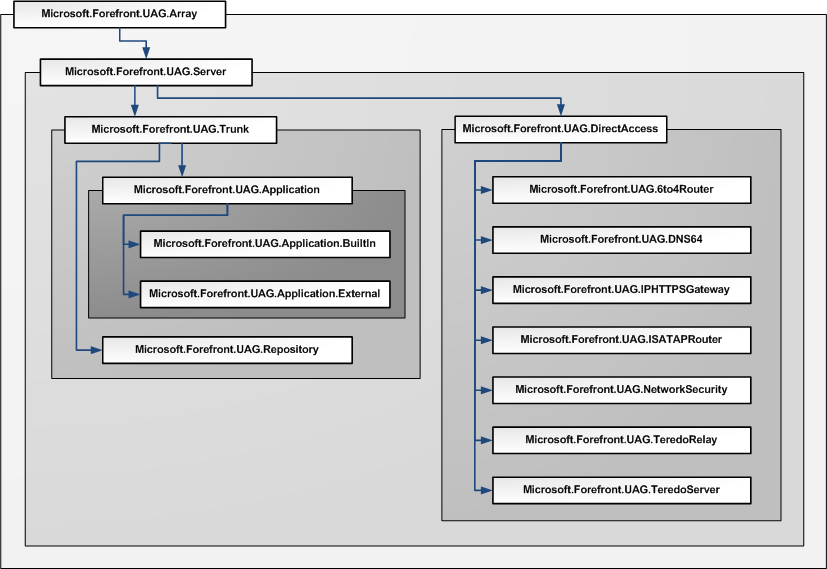 Microsoft.Forefront.UAG.Array
Microsoft.Forefront.UAG.Server
Microsoft.Forefront.UAG.Trunk
Microsoft.Forefront.UAG.Application
Microsoft.Forefront.UAG.Application.BuiltIn
Microsoft.Forefront.UAG.Application.External
Microsoft.Forefront.UAG.Repository
Microsoft.Forefront.UAG.DirectAccess
Microsoft.Forefront.UAG.6to4Router
Microsoft.Forefront.UAG.DNS64
Microsoft.Forefront.UAG.IPHTTPSGateway
Microsoft.Forefront.UAG.ISATAPRouter
Microsoft.Forefront.UAG.NetworkSecurity
Microsoft.Forefront.UAG.TeredoRelay
Microsoft.Forefront.UAG.TeredoServer